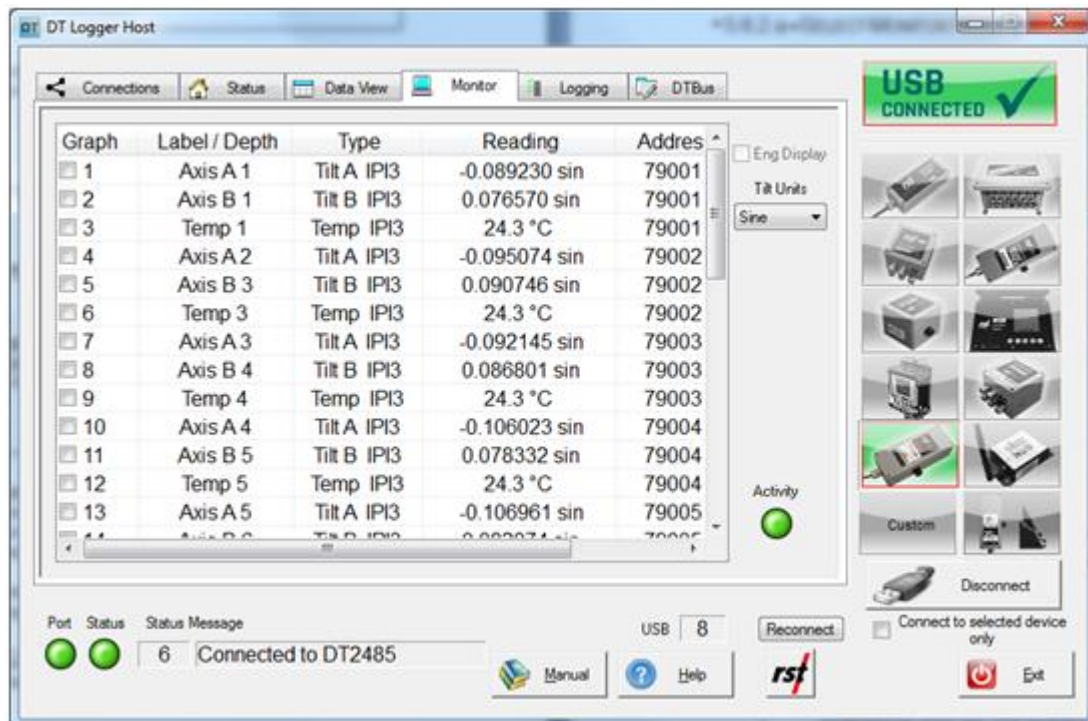 DT DT Logger Host
Connections Status Data View Monitor Logging DTBus
USB
CONNECTED
Graph Label / Depth Type Reading Addres
Eng Display
1 Axis A 1 Tilt A IPI3 -0.089230 sin 79001
Tilt Units
2 Axis B 1 Tilt B IPI3 0.076570 sin 79001
Sine
3 Temp 1 Temp IPI3 24.3 °C 79001
4 Axis A 2 Tilt A IPI3 -0.095074 sin 79002
5 Axis B 3 Tilt B IPI3 0.090746 sin 79002
6 Temp 3 Temp IPI3 24.3 °C 79002
7 Axis A 3 Tilt A IPI3 -0.092145 sin 79003
8 Axis B 4 Tilt B IPI3 0.086801 sin 79003
9 Temp 4 Temp IPI3 24.3 °C 79003
10 Axis A 4 Tilt A IPI3 -0.106023 sin 79004
11 Axis B 5 Tilt B IPI3 0.078332 sin 79004
12 Temp 5 Temp IPI3 24.3 °C 79004
Activity
13 Axis A 5 Tilt A IPI3 -0.106961 sin 79005
Custom
Disconnect
Port Status Status Message
USB 8 Reconnect
Connect to selected device
only
6 Connected to DT2485
Manual Help rst Exit